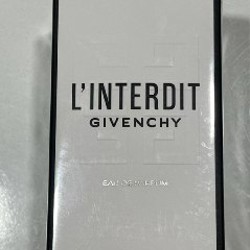 L'INTERDIT
GIVENCHY
EAU DE PARFUM